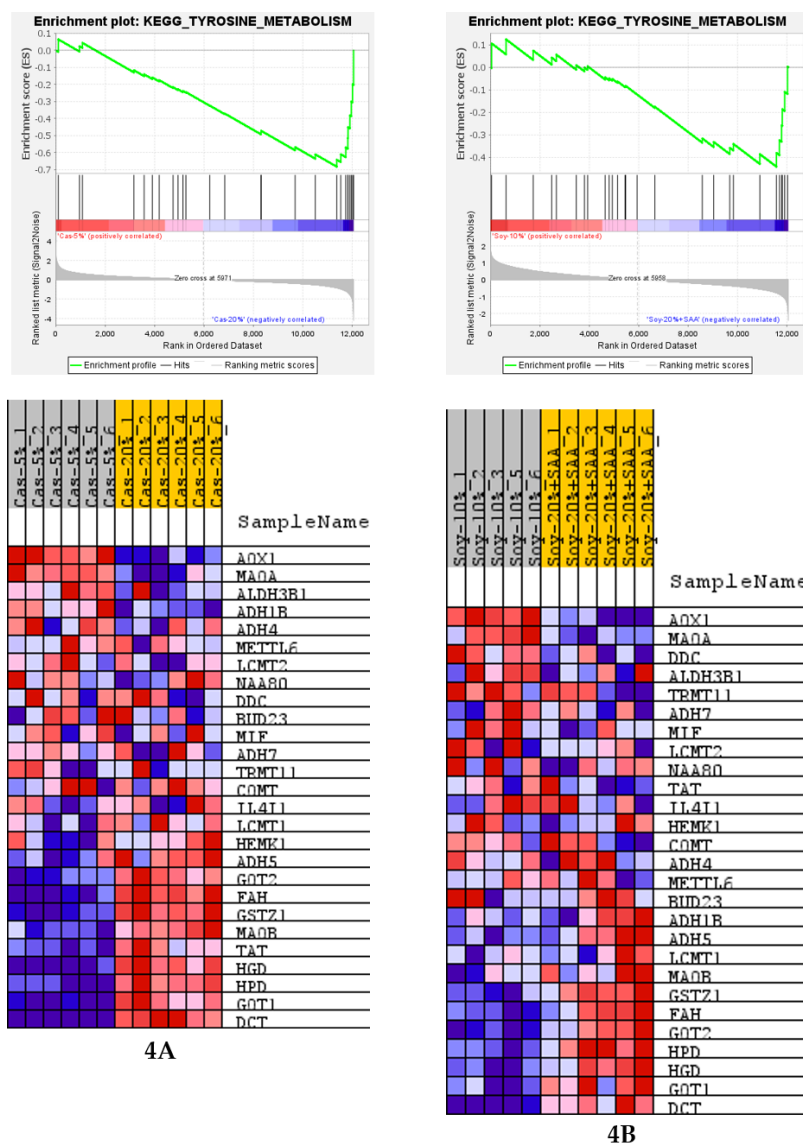 Enrichment plot: KEGG_TYROSINE_METABOLISM
Enrichment score (ES)
0.1
0.0
-0.1
-0.2
-0.3
-0.4
-0.5
-0.6
-0.7
'Cas-5%' (positively correlated)
Ranked list metric (Signal2Noise)
4
2
0
-2
-4
Zero cross at 5971
'Cas-20%' (negatively correlated)
0
2,000
4,000
6,000
8,000
10,000
12,000
Rank in Ordered Dataset
Enrichment profile
Hits
Ranking metric scores
Cas-5%_1
Cas-5%_2
Cas-5%_3
Cas-5%_4
Cas-5%_5
Cas-5%_6
Cas-20%_1
Cas-20%_2
Cas-20%_3
Cas-20%_4
Cas-20%_5
Cas-20%_6
SampleName
AOX1
MAOA
ALDH3B1
ADH1B
ADH4
METTL6
LCMT2
NAA80
DDC
BUD23
MIF
ADH7
TRMT11
COMT
IL4I1
LCMT1
HEMK1
ADH5
GOT2
FAH
GSTZ1
MAOB
TAT
HGD
HPD
GOT1
DCT
4A
Enrichment plot: KEGG_TYROSINE_METABOLISM
Enrichment score (ES)
0.1
0.0
-0.1
-0.2
-0.3
-0.4
'Soy-10%' (positively correlated)
Ranked list metric (Signal2Noise)
2
1
0
-1
-2
Zero cross at 5958
'Soy-20%+SAA' (negatively correlated)
0
2,000
4,000
6,000
8,000
10,000
12,000
Rank in Ordered Dataset
Enrichment profile
Hits
Ranking metric scores
Soy-10%_1
Soy-10%_2
Soy-10%_3
Soy-10%_5
Soy-10%_6
Soy-20%+SAA_1
Soy-20%+SAA_2
Soy-20%+SAA_3
Soy-20%+SAA_4
Soy-20%+SAA_5
Soy-20%+SAA_6
SampleName
AOX1
MAOA
DDC
ALDH3B1
TRMT11
ADH7
MIF
LCMT2
NAA80
TAT
IL4I1
HEMK1
COMT
ADH4
METTL6
BUD23
ADH1B
ADH5
LCMT1
MAOB
GSTZ1
FAH
GOT2
HPD
HGD
GOT1
DCT
4B